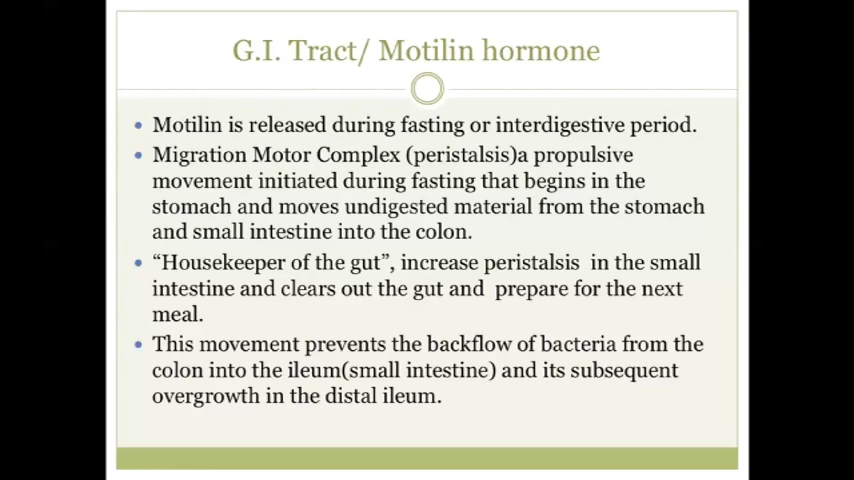 G.I. Tract/ Motilin hormone
• Motilin is released during fasting or interdigestive period.
• Migration Motor Complex (peristalsis)a propulsive
movement initiated during fasting that begins in the
stomach and moves undigested material from the stomach
and small intestine into the colon.
• “Housekeeper of the gut”, increase peristalsis in the small
intestine and clears out the gut and prepare for the next
meal.
• This movement prevents the backflow of bacteria from the
colon into the ileum(small intestine) and its subsequent
overgrowth in the distal ileum.